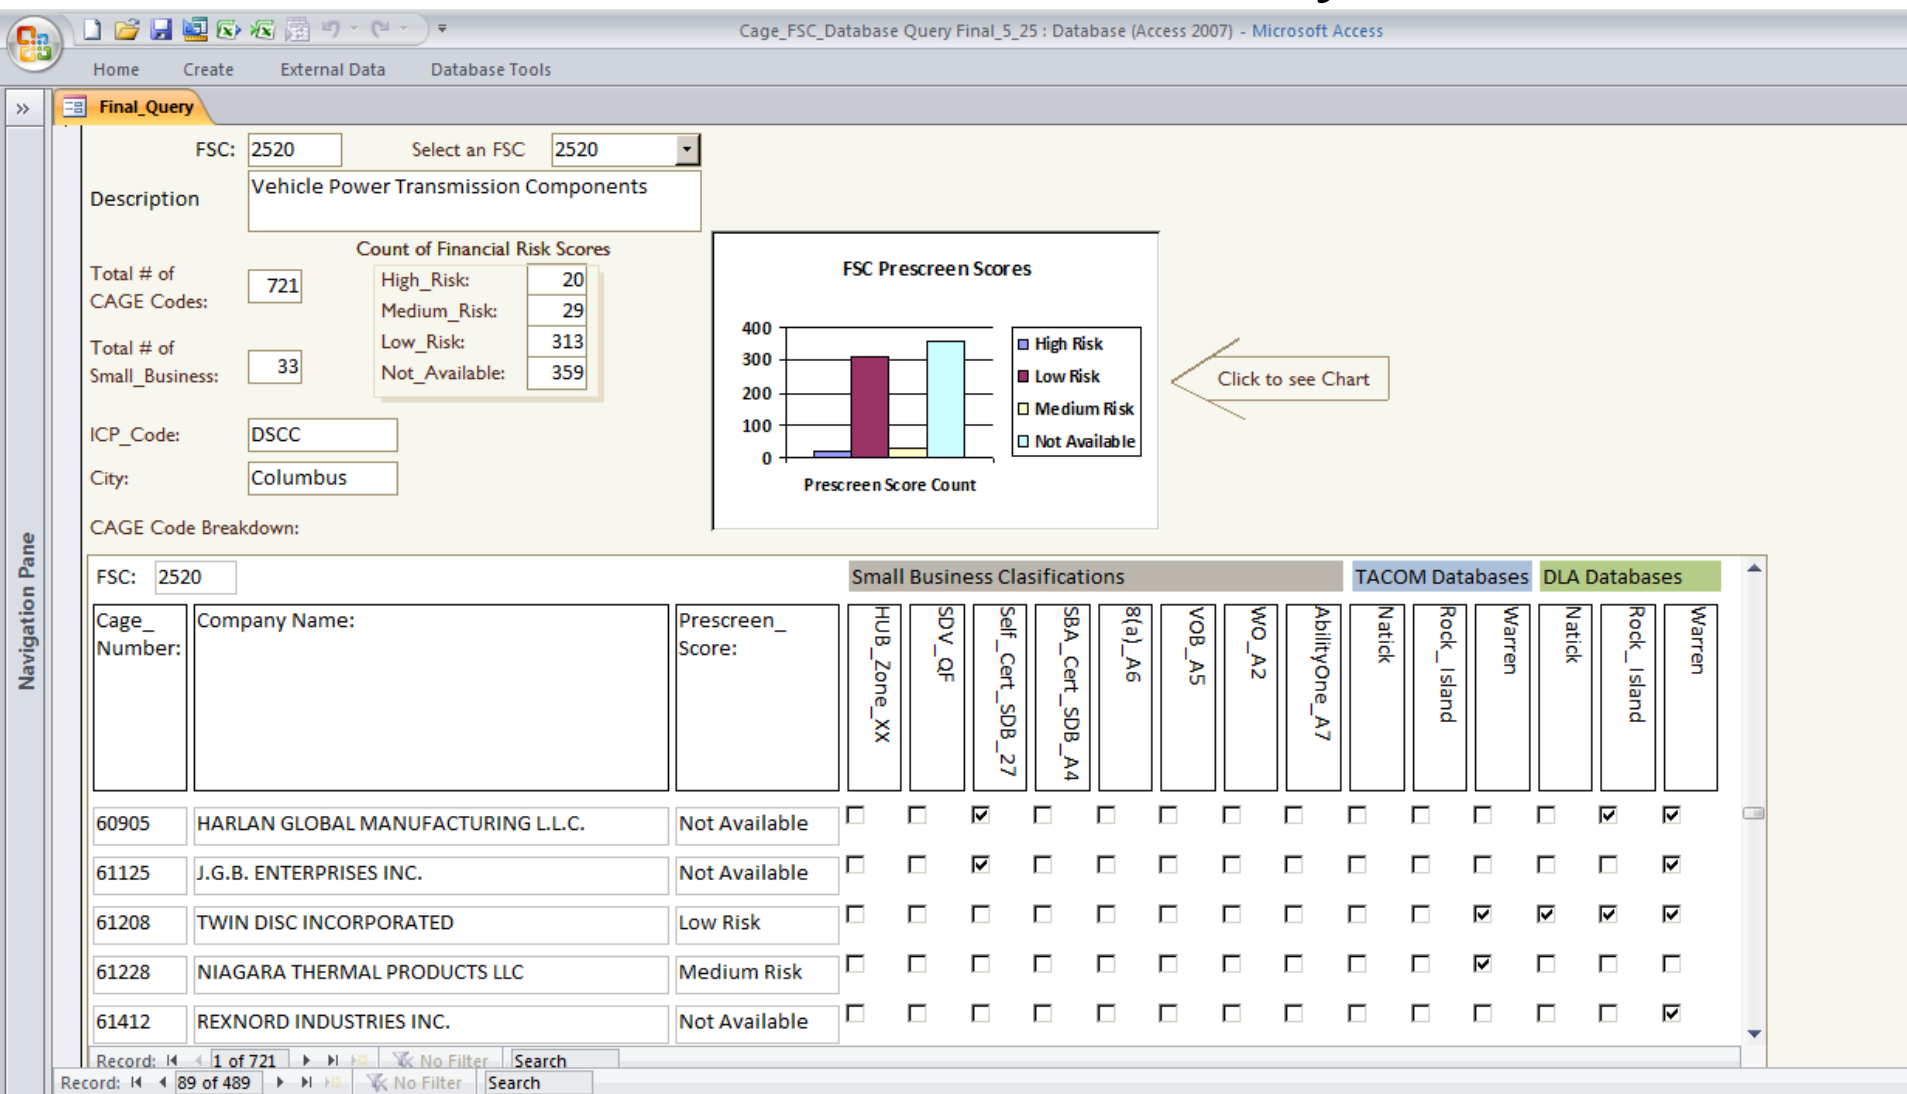 Cage_FSC_Database Query Final_5_25 : Database (Access 2007) - Microsoft Access
Home Create External Data Database Tools
Final_Query
FSC: 2520 Select an FSC 2520
Description Vehicle Power Transmission Components
Count of Financial Risk Scores
Total # of
CAGE Codes: 721
High_Risk: 20
Medium_Risk: 29
Low_Risk: 313
Not_Available: 359
Total # of
Small_Business: 33
ICP_Code: DSCC
City: Columbus
FSC Prescreen Scores
400
300
200
100
0
Prescreen Score Count
High Risk
Low Risk
Medium Risk
Not Available
Click to see Chart
CAGE Code Breakdown:
Navigation Pane
FSC: 2520 Small Business Clasifications TACOM Databases DLA Databases
Cage_
Number:
Company Name:
Prescreen_
Score:
HUB_Zone_XX
SDV_QF
Self_Cert_SDB_27
SBA_Cert_SDB_A4
8(a)_A6
VOB_A5
WO_A2
AbilityOne_A7
Natick
Rock_Island
Warren
Natick
Rock_Island
Warren
60905 HARLAN GLOBAL MANUFACTURING L.L.C. Not Available
61125 J.G.B. ENTERPRISES INC. Not Available
61208 TWIN DISC INCORPORATED Low Risk
61228 NIAGARA THERMAL PRODUCTS LLC Medium Risk
61412 REXNORD INDUSTRIES INC. Not Available
Record: 1 of 721 No Filter Search
Record: 89 of 489 No Filter Search